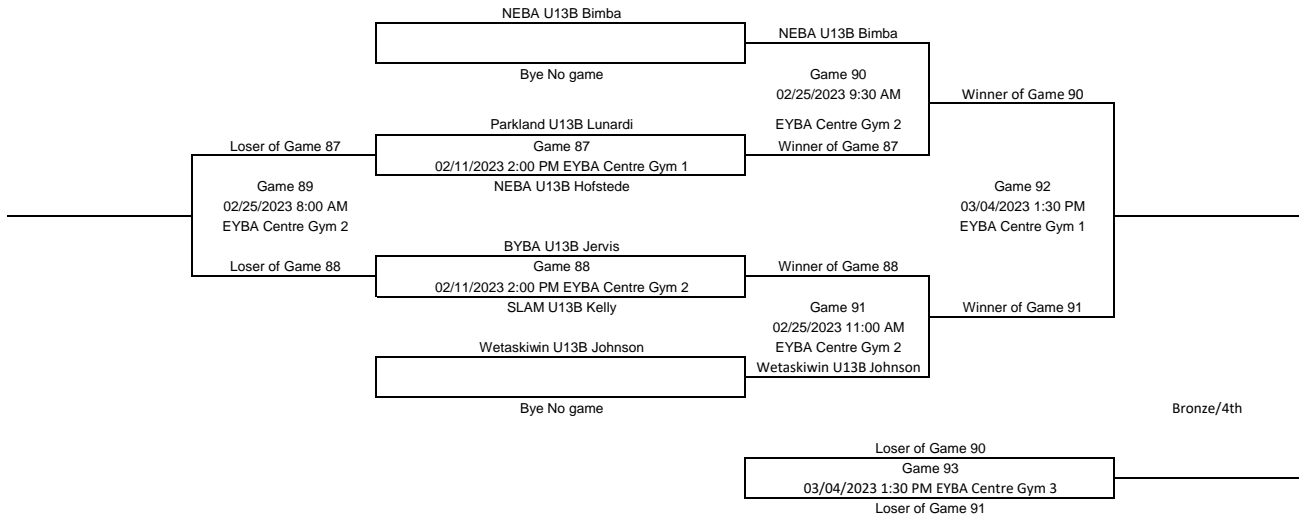 NEBA U13B Bimba
NEBA U13B Bimba
Bye No game
Game 90
02/25/2023 9:30 AM
Winner of Game 90
Parkland U13B Lunardi
EYBA Centre Gym 2
Loser of Game 87
Game 87
Winner of Game 87
02/11/2023 2:00 PM EYBA Centre Gym 1
Game 89
NEBA U13B Hofstede
Game 92
02/25/2023 8:00 AM
03/04/2023 1:30 PM
EYBA Centre Gym 2
EYBA Centre Gym 1
BYBA U13B Jervis
Loser of Game 88
Game 88
Winner of Game 88
02/11/2023 2:00 PM EYBA Centre Gym 2
SLAM U13B Kelly
Game 91
Winner of Game 91
02/25/2023 11:00 AM
Wetaskiwin U13B Johnson
EYBA Centre Gym 2
Wetaskiwin U13B Johnson
Bye No game
Bronze/4th
Loser of Game 90
Game 93
03/04/2023 1:30 PM EYBA Centre Gym 3
Loser of Game 91